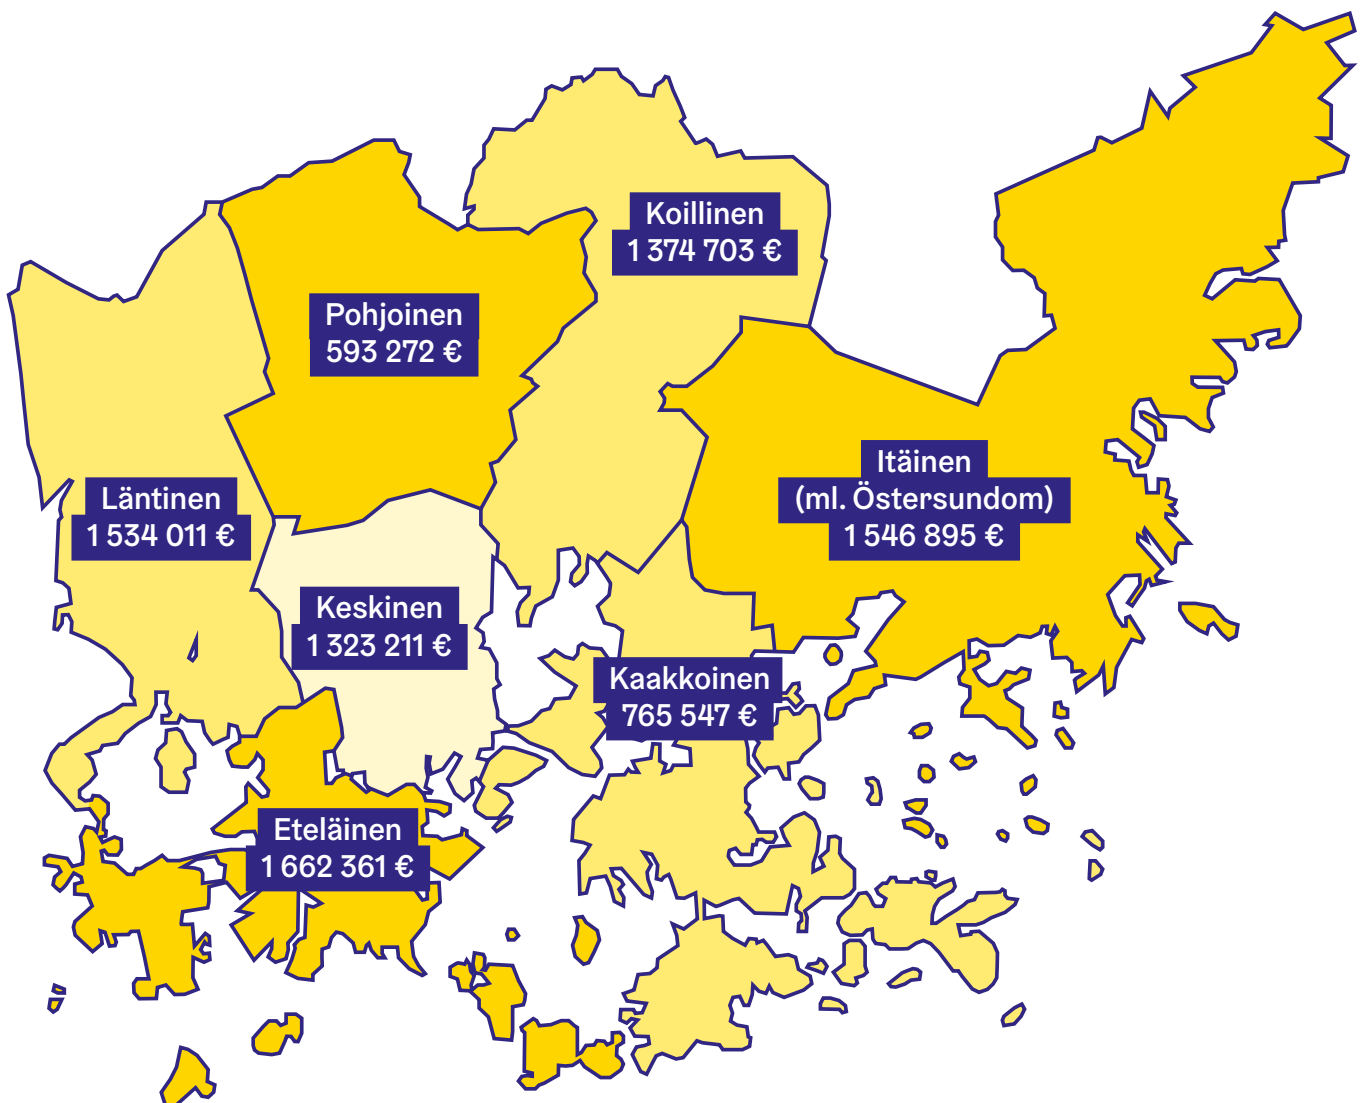 Koillinen
1 374 703 €
Pohjoinen
593 272 €
Itäinen
(ml. Östersundom)
1 546 895 €
Läntinen
1 534 011 €
Keskinen
1 323 211 €
Kaakkoinen
765 547 €
Eteläinen
1 662 361 €